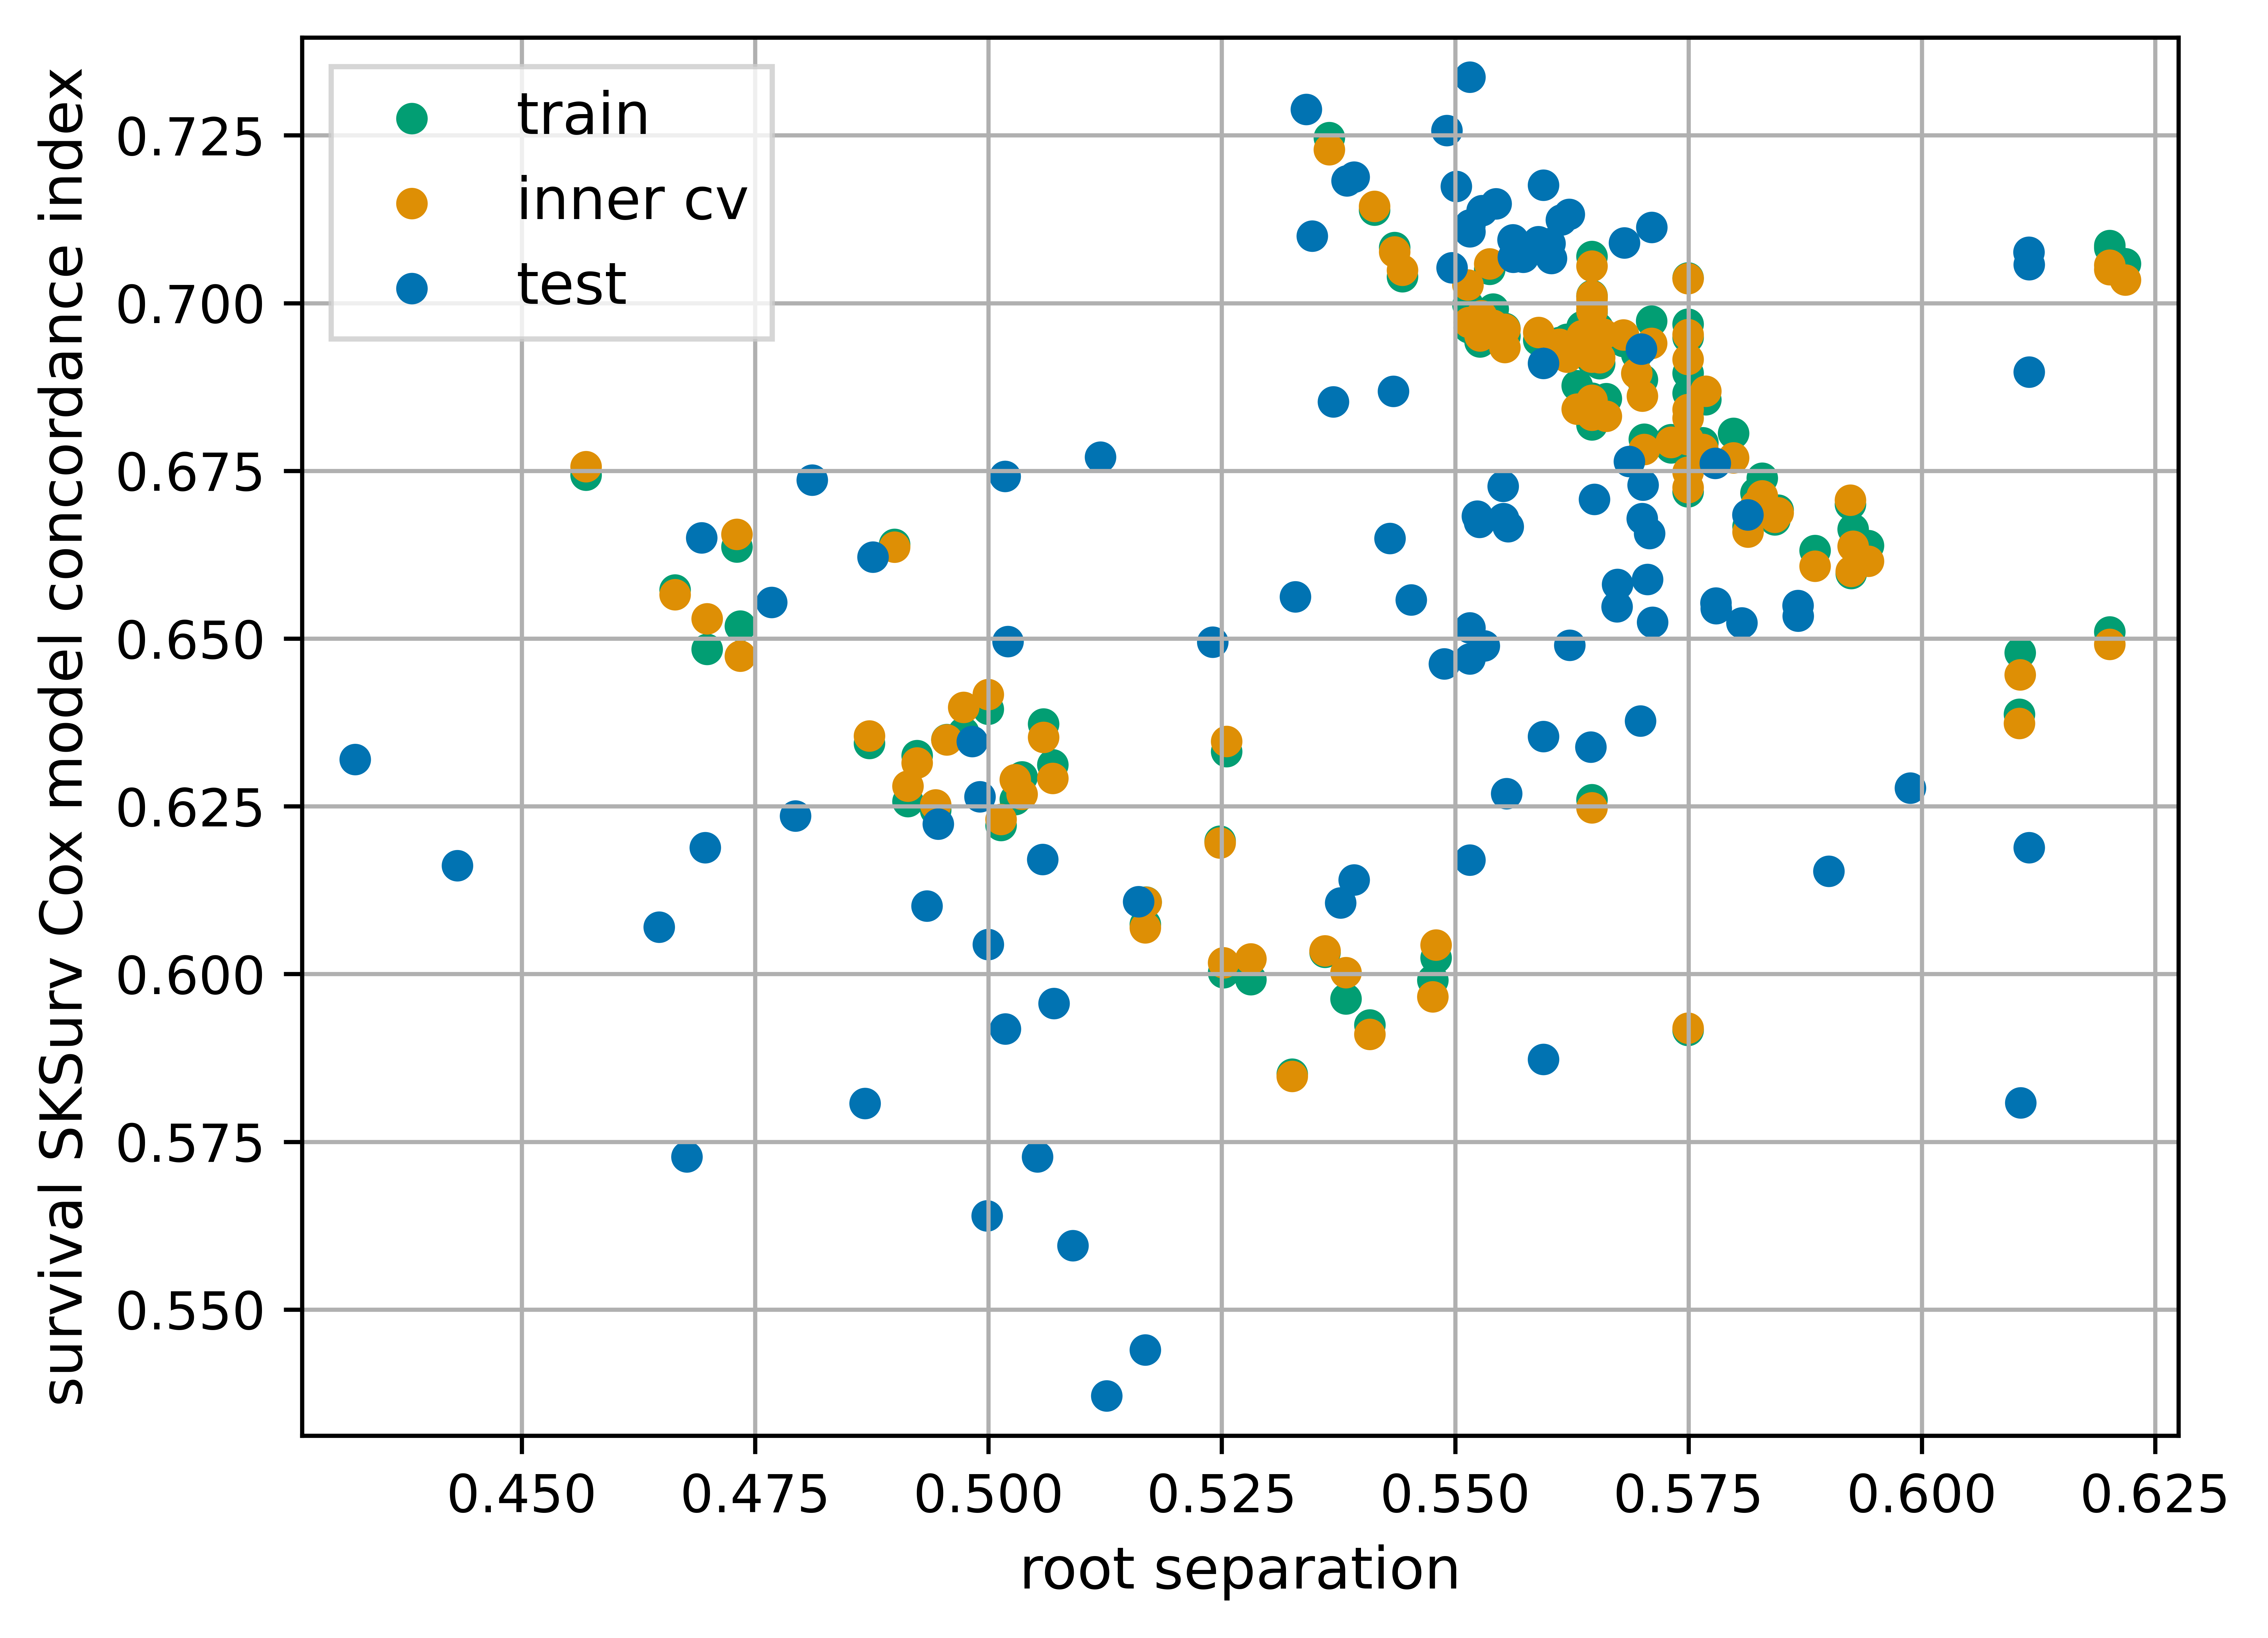 survival SKSurv Cox model concordance index
0.725
0.700
0.675
0.650
0.625
0.600
0.575
0.550
train
inner cv
test
0.450 0.475 0.500 0.525 0.550 0.575 0.600 0.625
root separation